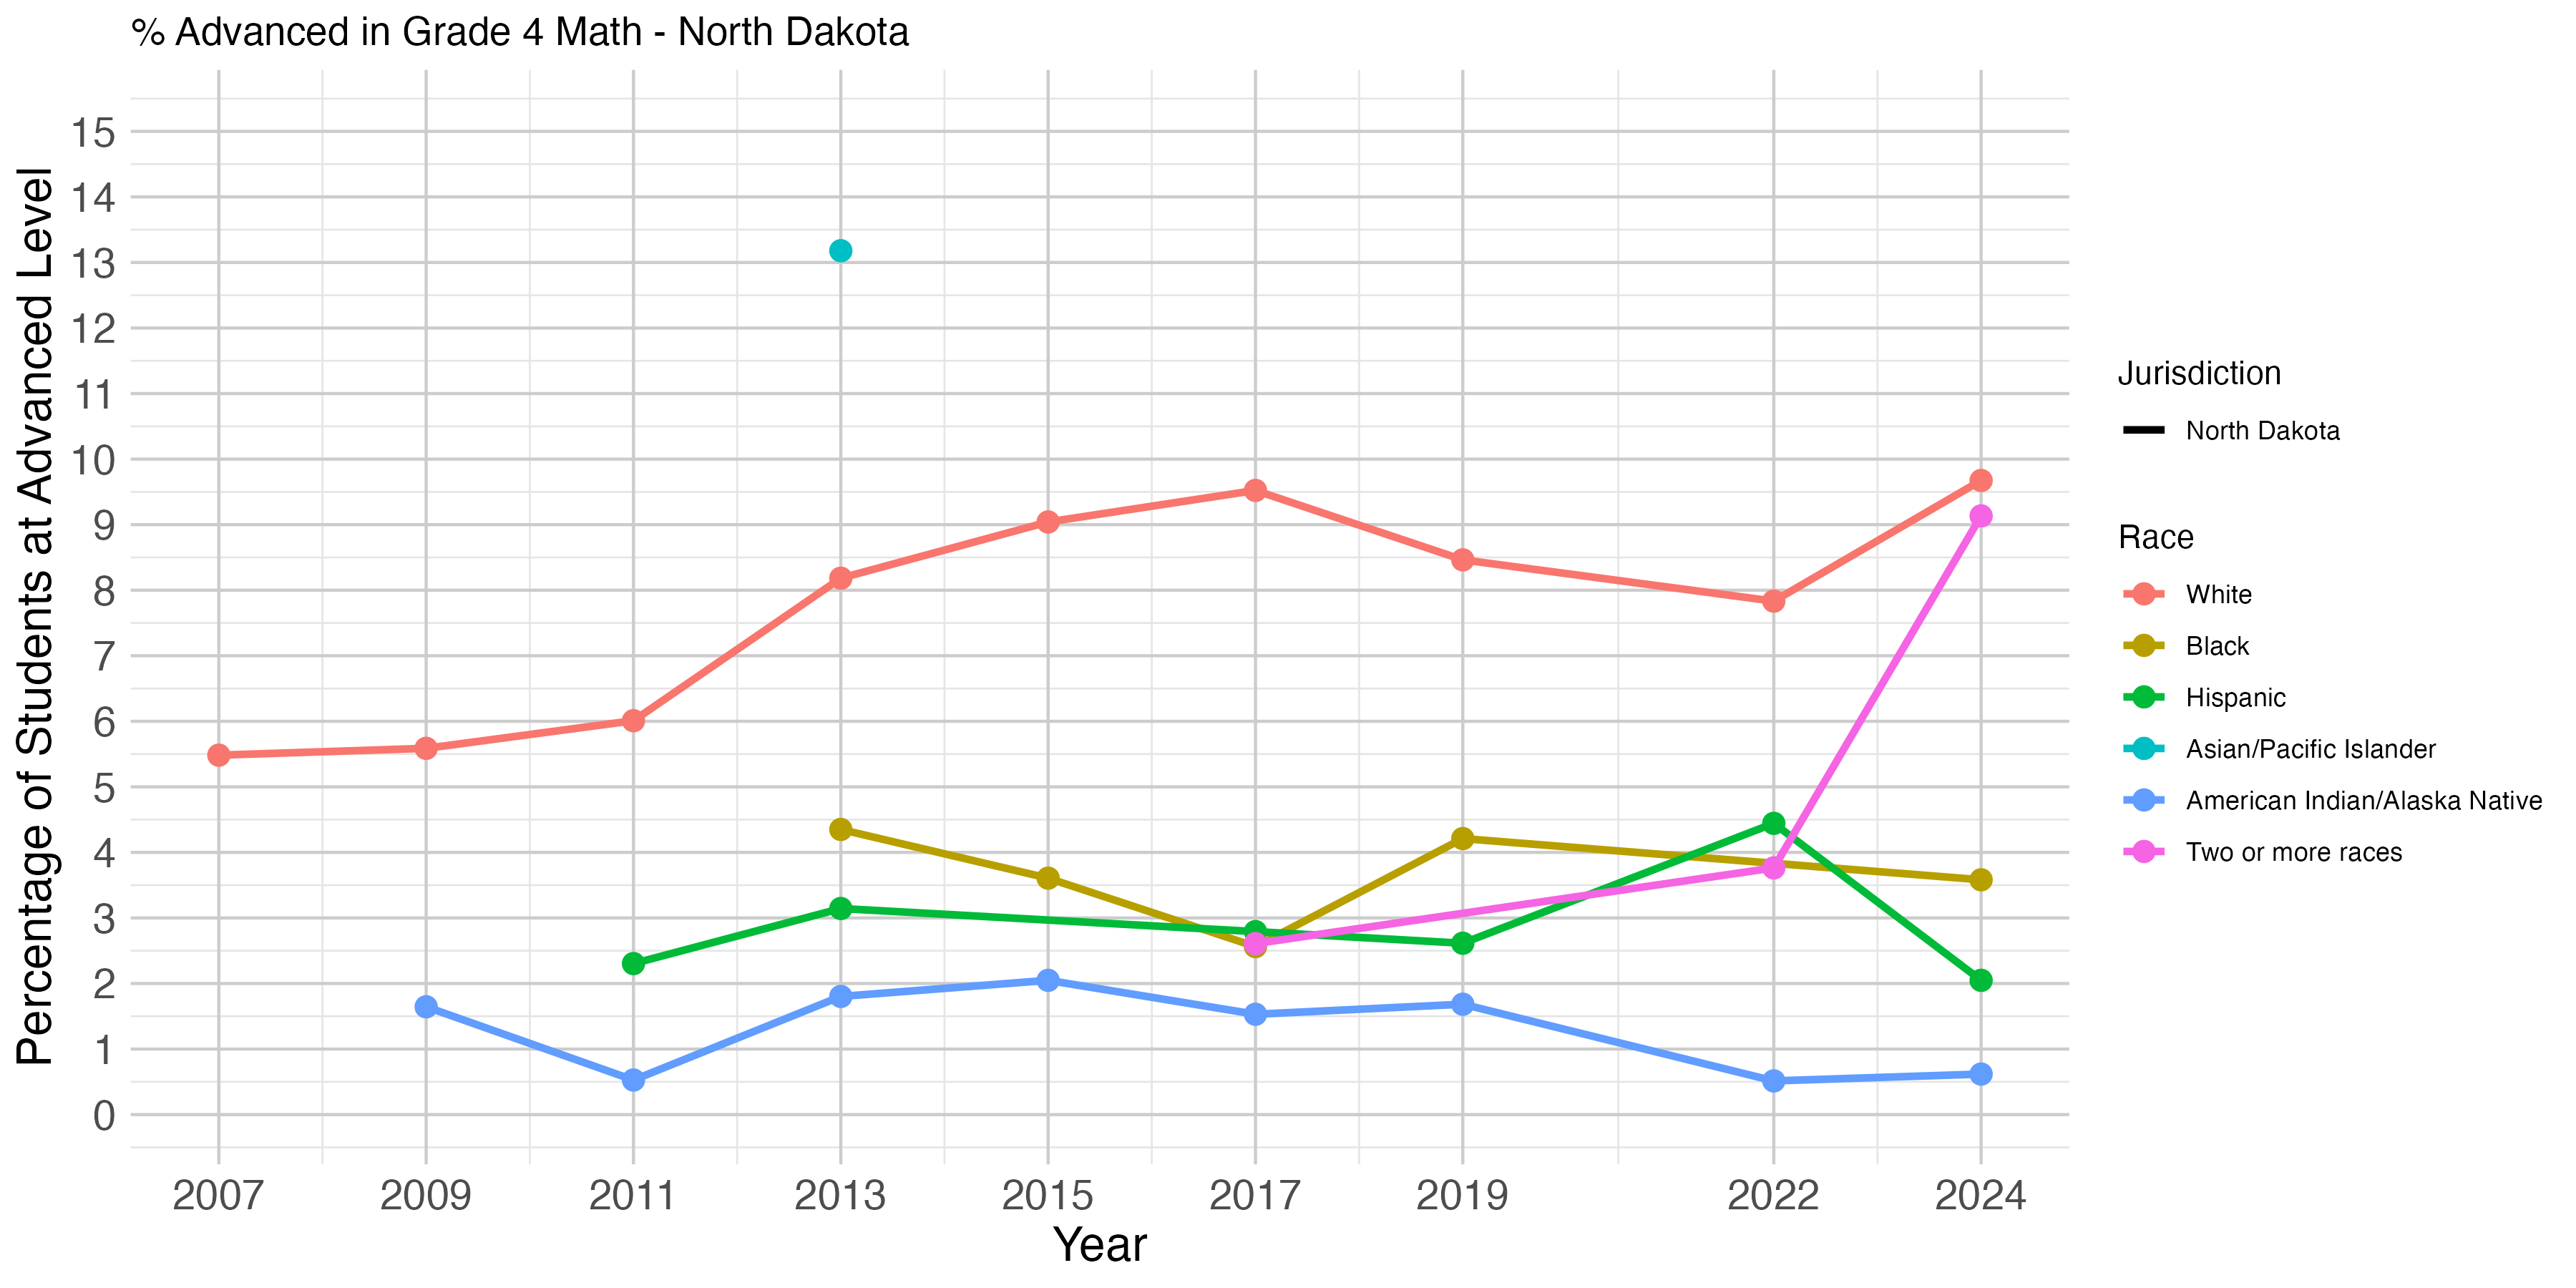 % Advanced in Grade 4 Math - North Dakota
Percentage of Students at Advanced Level
15
14
13
12
11
10
9
8
7
6
5
4
3
2
1
0
2007 2009 2011 2013 2015 2017 2019 2022 2024
Year
Jurisdiction
North Dakota
Race
White
Black
Hispanic
Asian/Pacific Islander
American Indian/Alaska Native
Two or more races